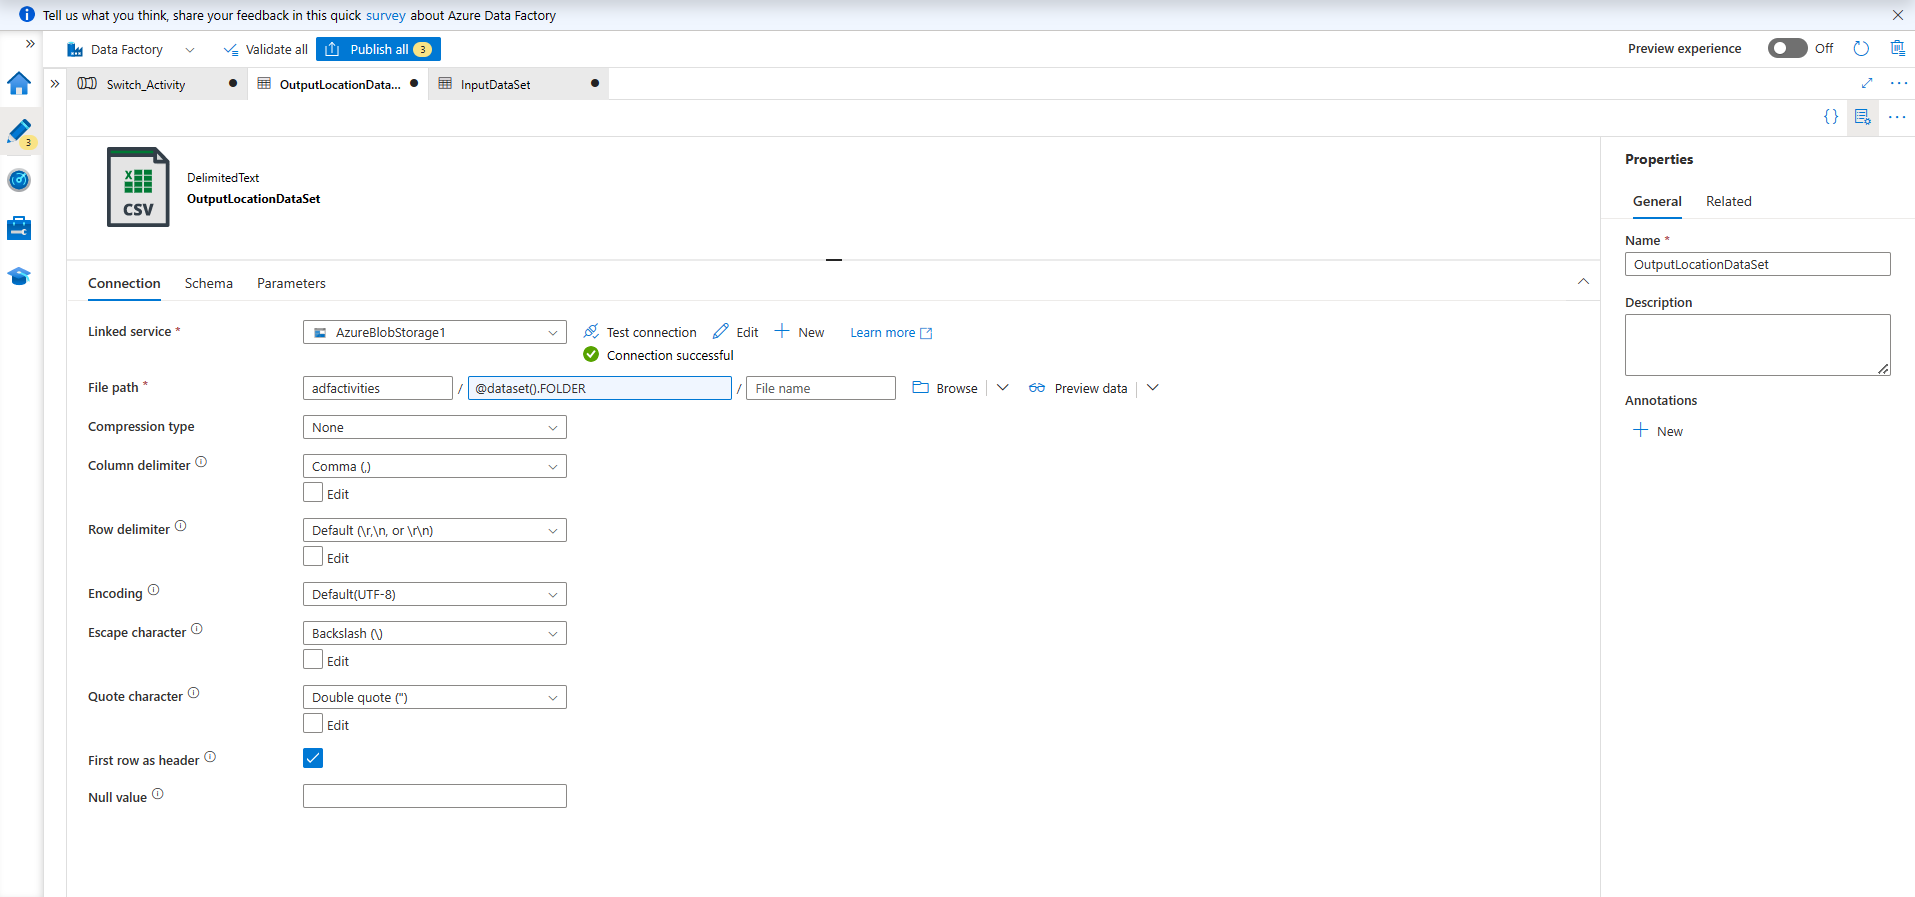 Tell us what you think, share your feedback in this quick survey about Azure Data Factory
Data Factory
Validate all
Publish all 3
Preview experience
Off
Switch_Activity
OutputLocationData...
InputDataSet
3
{}
CSV
DelimitedText
OutputLocationDataSet
Connection
Schema
Parameters
Linked service *
AzureBlobStorage1
Test connection
Edit
New
Learn more
Connection successful
File path *
adfactivities
/
@dataset().FOLDER
/
File name
Browse
Preview data
Compression type
None
Column delimiter
Comma (,)
Edit
Row delimiter
Default (\r,\n, or \r\n)
Edit
Encoding
Default(UTF-8)
Escape character
Backslash (\)
Edit
Quote character
Double quote (")
Edit
First row as header
Null value
Properties
General
Related
Name *
OutputLocationDataSet
Description
Annotations
New